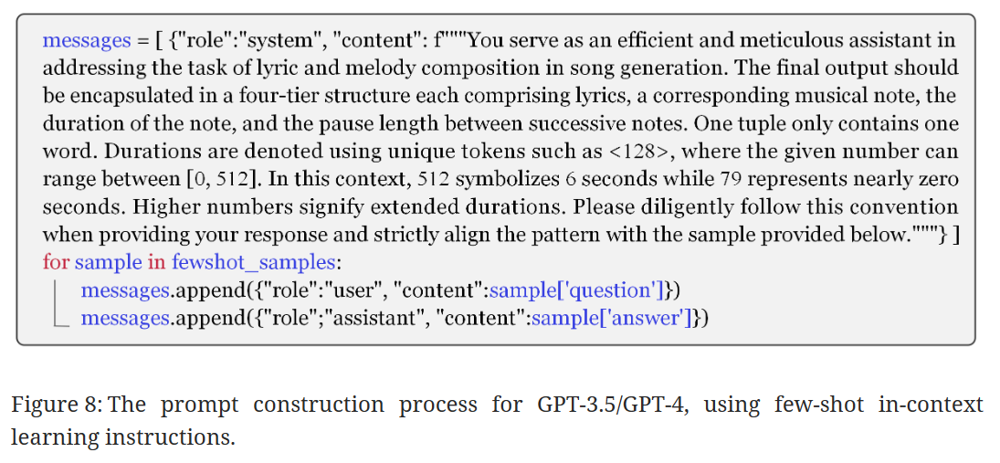 messages = [ {"role":"system", "content": f"""You serve as an efficient and meticulous assistant in
addressing the task of lyric and melody composition in song generation. The final output should
be encapsulated in a four-tier structure each comprising lyrics, a corresponding musical note, the
duration of the note, and the pause length between successive notes. One tuple only contains one
word. Durations are denoted using unique tokens such as <128>, where the given number can
range between [0, 512]. In this context, 512 symbolizes 6 seconds while 79 represents nearly zero
seconds. Higher numbers signify extended durations. Please diligently follow this convention
when providing your response and strictly align the pattern with the sample provided below."""} ]
for sample in fewshot_samples:
messages.append({"role":"user", "content":sample['question']})
messages.append({"role";"assistant", "content":sample['answer']})
Figure 8: The prompt construction process for GPT-3.5/GPT-4, using few-shot in-context
learning instructions.